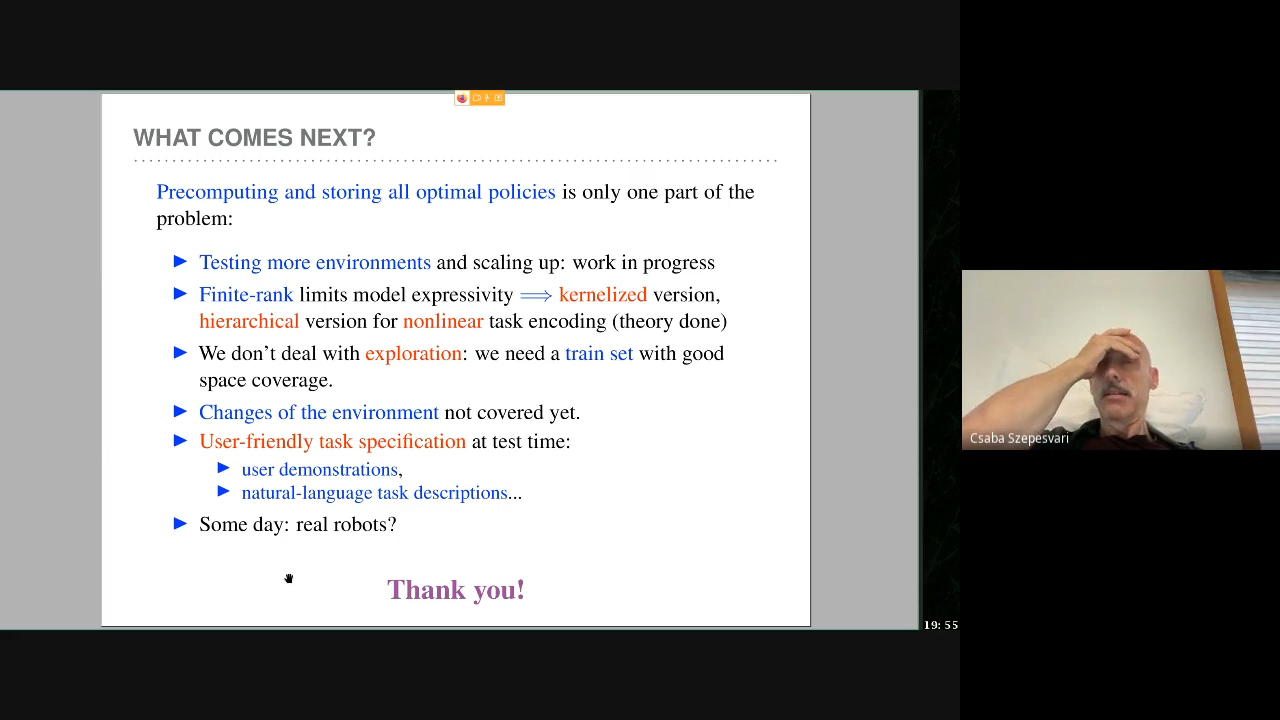 WHAT COMES NEXT?
Precomputing and storing all optimal policies is only one part of the
problem:
▶ Testing more environments and scaling up: work in progress
▶ Finite-rank limits model expressivity ⟹ kernelized version,
hierarchical version for nonlinear task encoding (theory done)
▶ We don't deal with exploration: we need a train set with good
space coverage.
▶ Changes of the environment not covered yet.
▶ User-friendly task specification at test time:
▶ user demonstrations,
▶ natural-language task descriptions...
▶ Some day: real robots?
Thank you!
19:55
Csaba Szepesvari